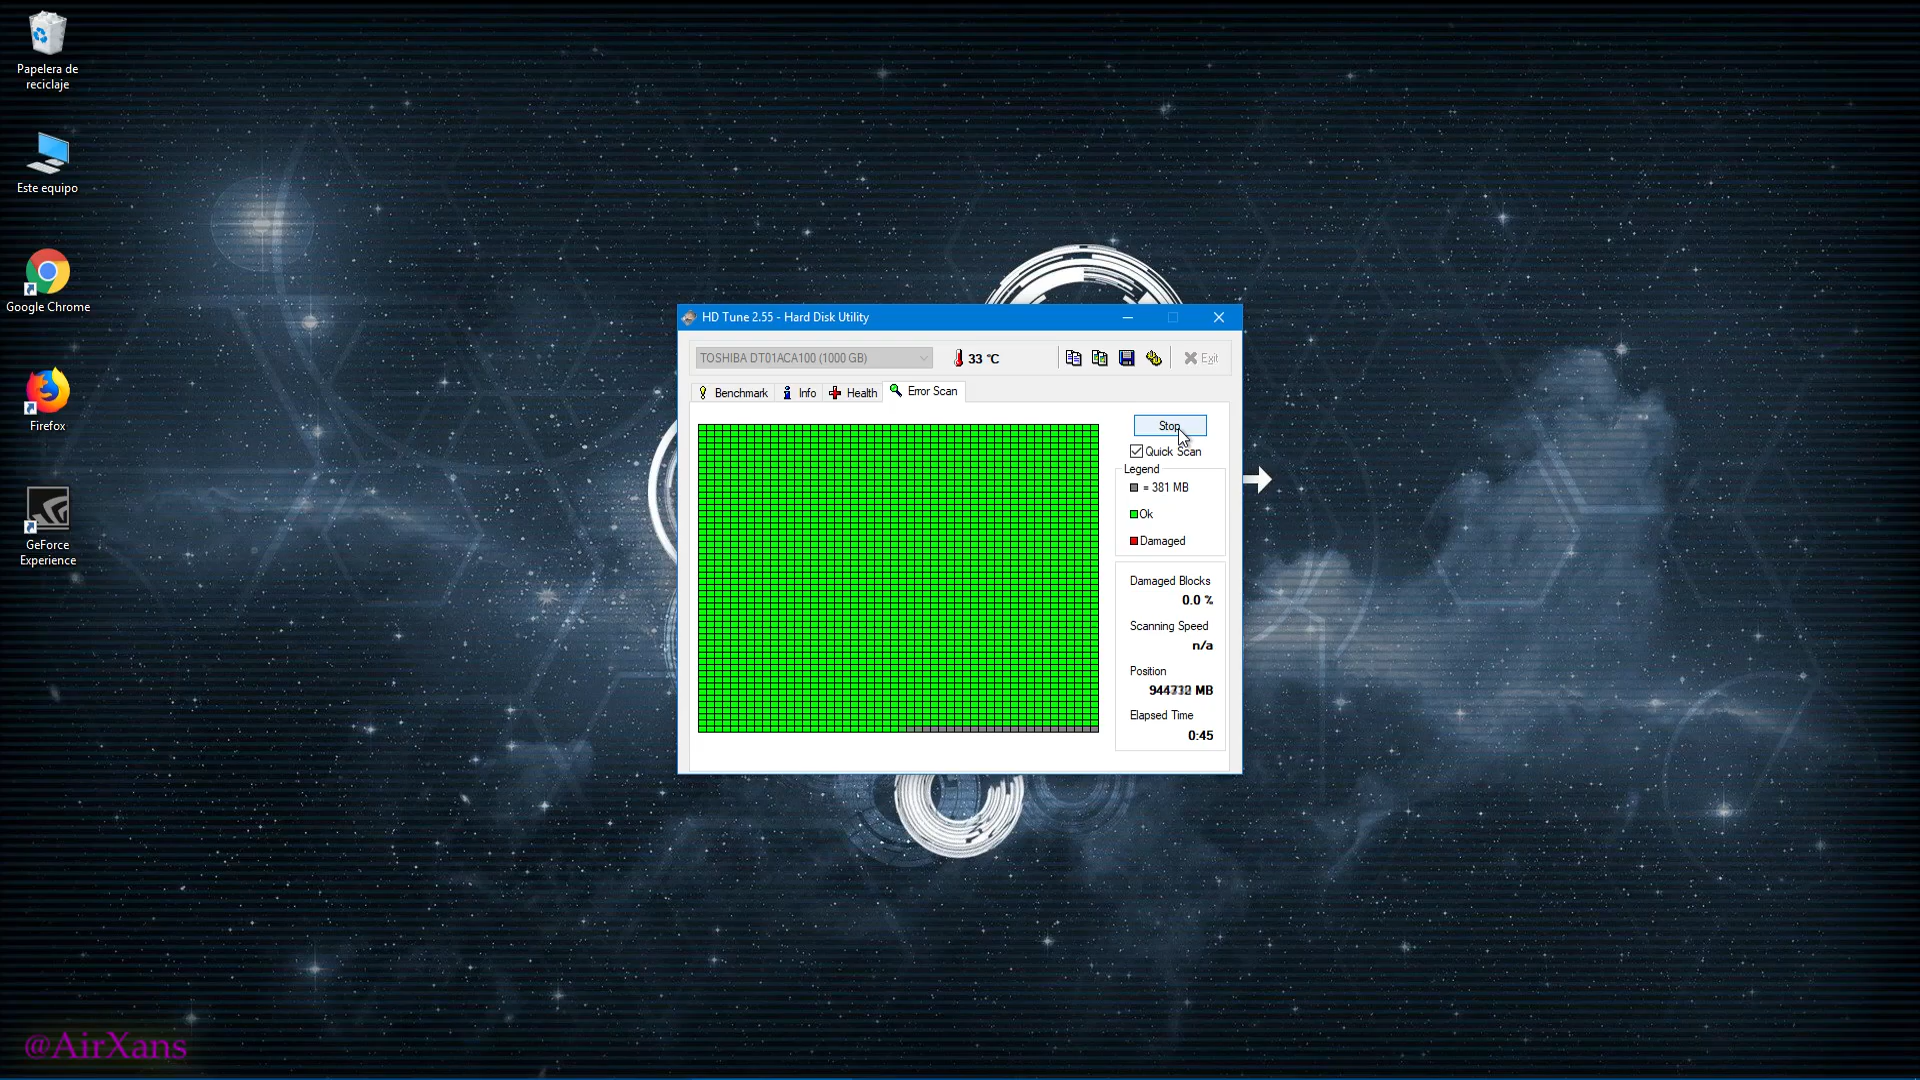 Papelera de
reciclaje
Este equipo
Google Chrome
Firefox
GeForce
Experience
HD Tune 2.55 - Hard Disk Utility
TOSHIBA DT01ACA100 (1000 GB)
33 °C
Exit
Benchmark
Info
Health
Error Scan
Stop
Quick Scan
Legend
= 381 MB
Ok
Damaged
Damaged Blocks
0.0 %
Scanning Speed
n/a
Position
MB
Elapsed Time
0:45
@AirXans